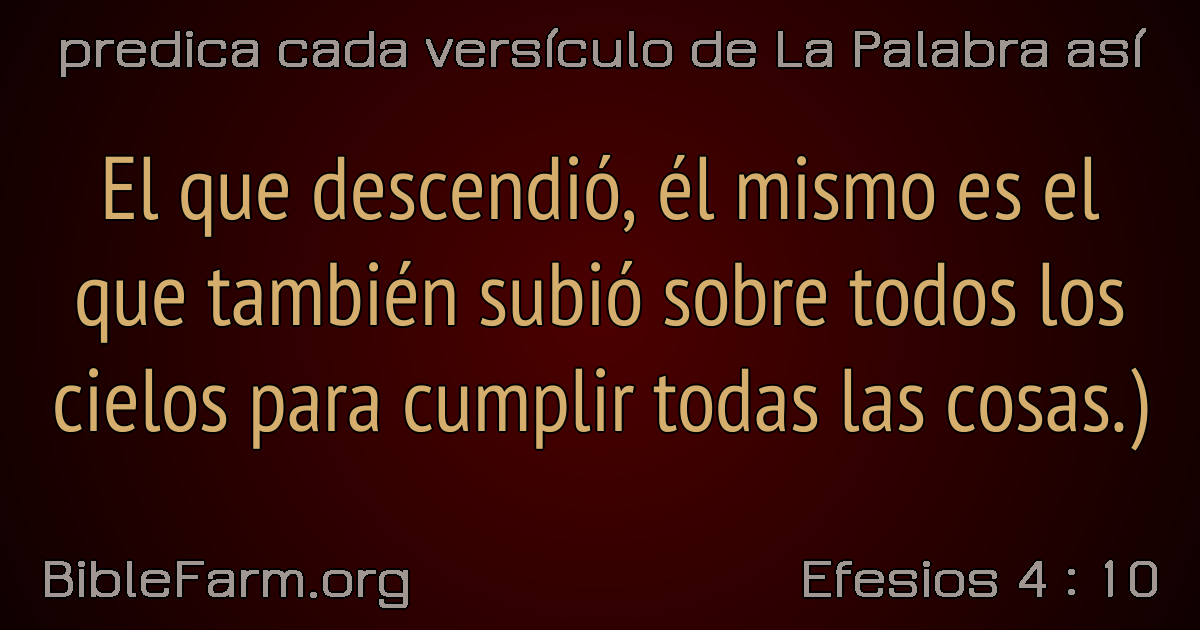 predica cada versículo de La Palabra así
El que descendió, él mismo es el
que también subió sobre todos los
cielos para cumplir todas las cosas.)
BibleFarm.org
Efesios 4 : 10